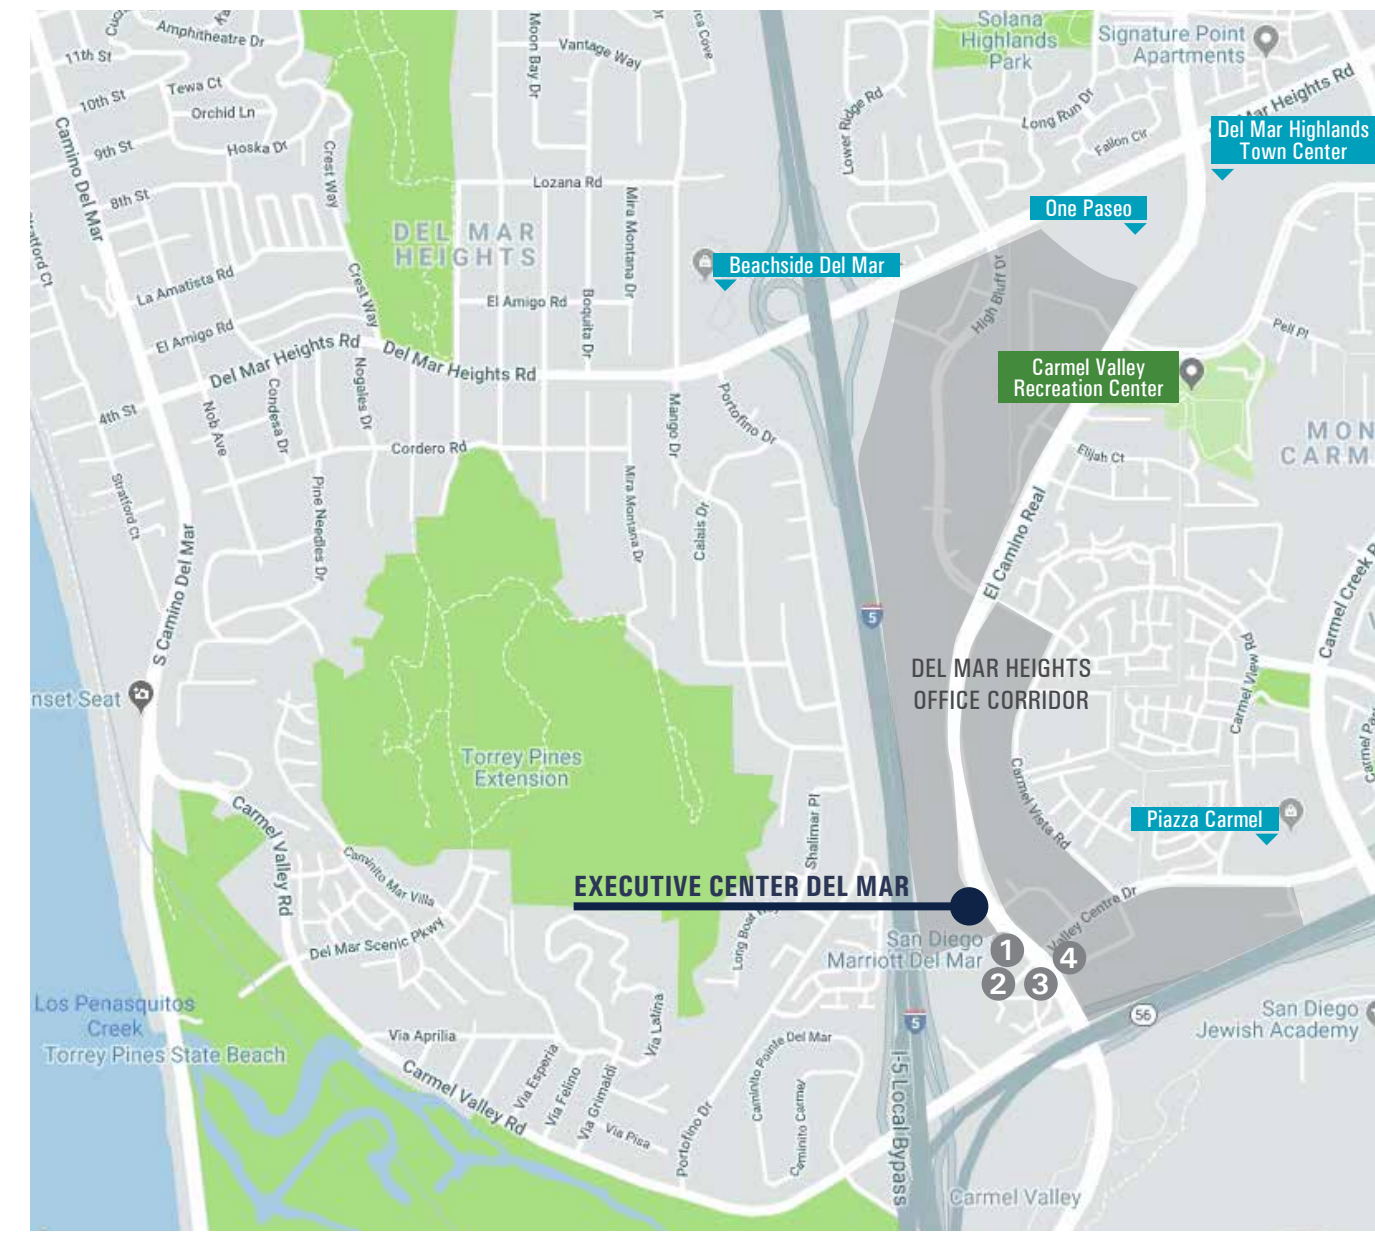 Amphitheatre Dr
11th St
10th St
Tewa Ct
Orchid Ln
Hoska Dr
9th St
8th St
Camino Del Mar
Crest Way
Moon Bay Dr
Vantage Way
Lozana Rd
Mira Montana Dr
DEL MAR
HEIGHTS
La Amatista Rd
El Amigo Rd
Crest Way
El Amigo Rd
Boquita Dr
Del Mar Heights Rd
Del Mar Heights Rd
4th St
Nob Ave
Condesa Dr
Nogales Dr
Cordero Rd
Mango Dr
Portofino Dr
Stratford Ct
Pine Needles Dr
Mira Montana Dr
Calais Dr
S Camino Del Mar
Solana
Highlands
Park
Signature Point
Apartments
Lower Ridge Rd
Long Run Dr
Fallon Cir
Mar Heights Rd
Del Mar Highlands
Town Center
One Paseo
Beachside Del Mar
High Bluff Dr
Pell Pl
Carmel Valley
Recreation Center
MON
CARM
Elijah Ct
El Camino Real
5
Carmel Creek R
Carmel View Rd
DEL MAR HEIGHTS
OFFICE CORRIDOR
nset Seat
Torrey Pines
Extension
Carmel Vista Rd
Carmel Pa
Piazza Carmel
Shalimar Pl
Carmel Valley Rd
Caminito Mar Villa
EXECUTIVE CENTER DEL MAR
Valley Centre Dr
Del Mar Scenic Pkwy
Long Boat Way
San Diego
Marriott Del Mar
1
2
3
4
Los Penasquitos
Creek
Torrey Pines State Beach
Via Aprilia
Via Latina
Caminito Pointe Del Mar
5
56
San Diego
Jewish Academy
Carmel Valley Rd
Via Esperia
Via Felino
Via Grimaldi
Via Pisa
Portofino Dr
Caminito Carmel
I-5 Local Bypass
Carmel Valley